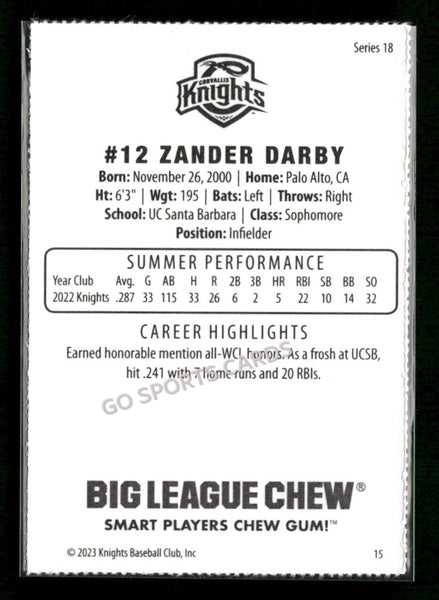 Series 18
CORVALLIS
Knights
#12 ZANDER DARBY
Born: November 26, 2000 | Home: Palo Alto, CA
Ht: 6'3" | Wgt: 195 | Bats: Left | Throws: Right
School: UC Santa Barbara | Class: Sophomore
Position: Infielder
SUMMER PERFORMANCE
Year Club Avg. G AB H R 2B 3B HR RBI SB BB SO
2022 Knights .287 33 115 33 26 6 2 5 22 10 14 32
CAREER HIGHLIGHTS
Earned honorable mention all-WCL honors. As a frosh at UCSB,
hit .241 with 7 home runs and 20 RBIs.
GO SPORTS CARDS
BIG LEAGUE CHEW®
SMART PLAYERS CHEW GUM!™
© 2023 Knights Baseball Club, Inc
15